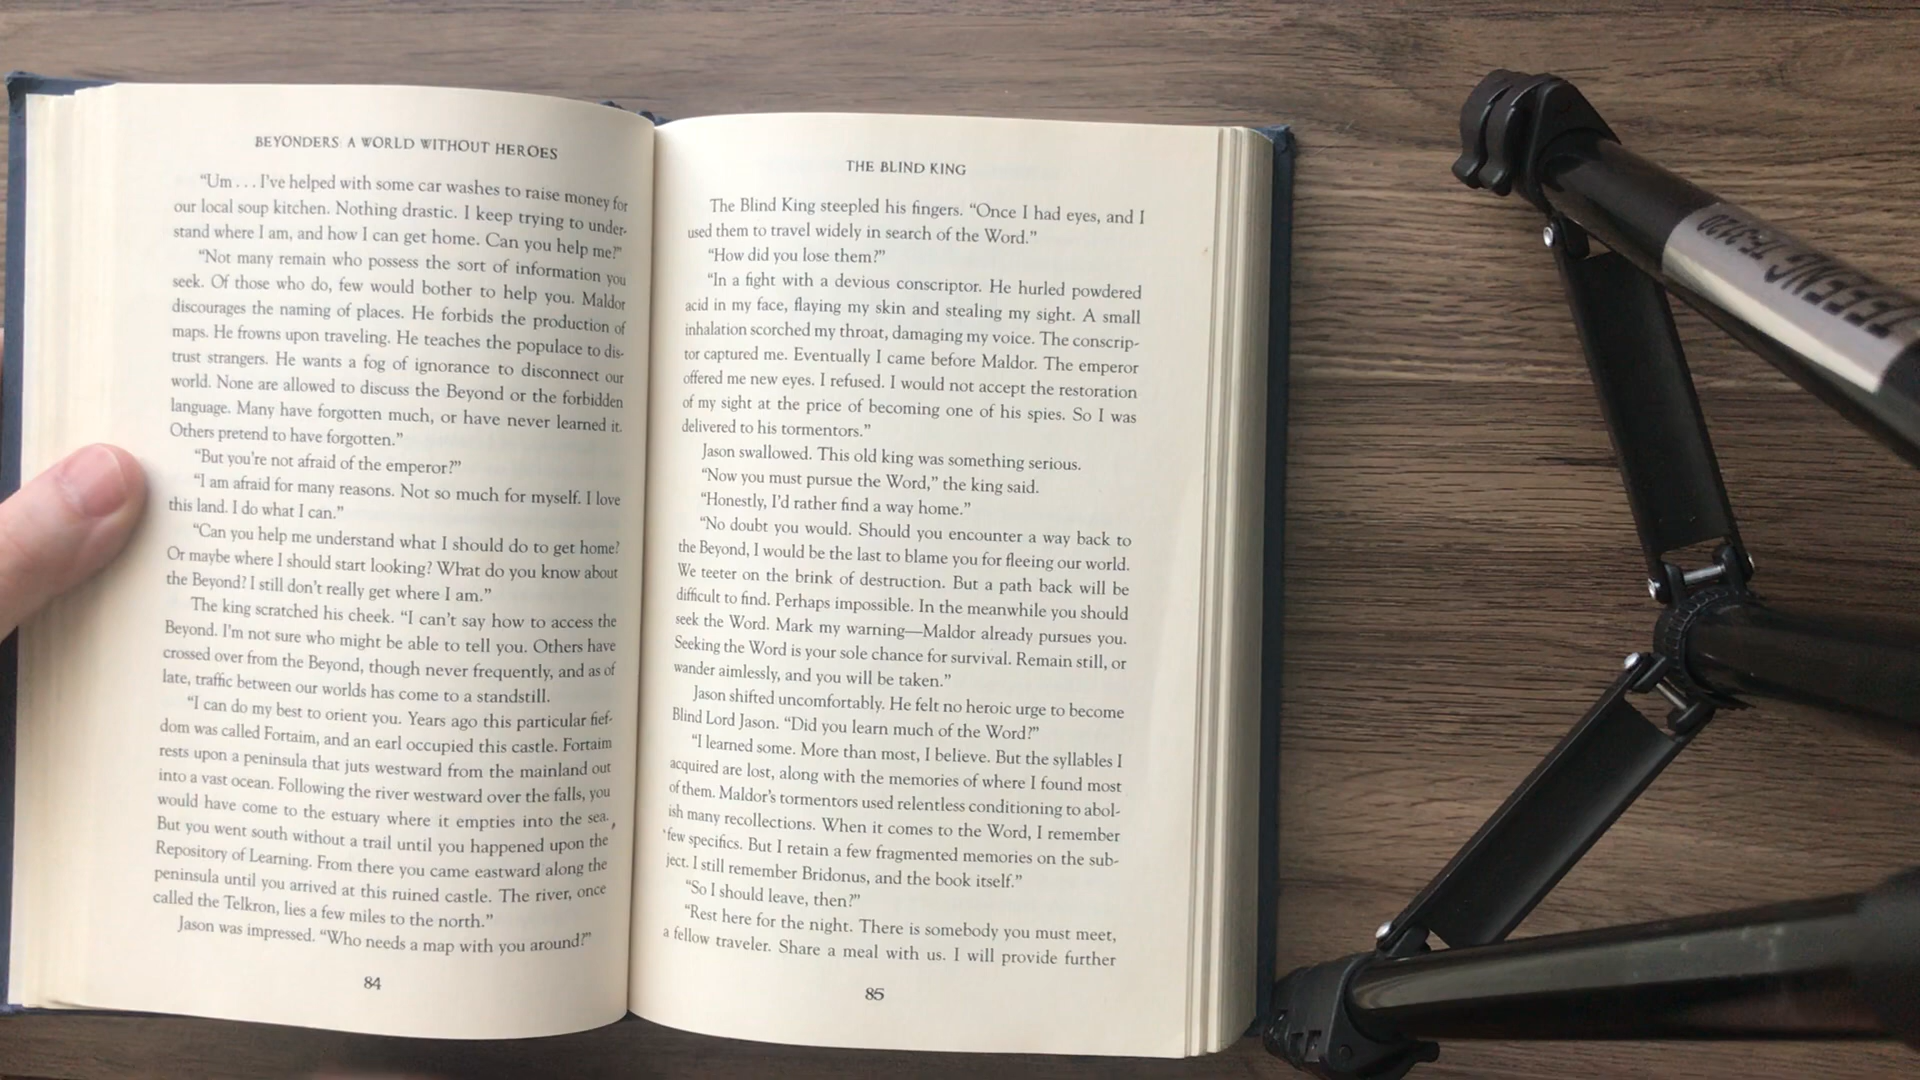 BEYONDERS: A WORLD WITHOUT HEROES
“Um . . . I’ve helped with some car washes to raise money for
our local soup kitchen. Nothing drastic. I keep trying to under-
stand where I am, and how I can get home. Can you help me?”
“Not many remain who possess the sort of information you
seek. Of those who do, few would bother to help you. Maldor
discourages the naming of places. He forbids the production of
maps. He frowns upon traveling. He teaches the populace to dis-
trust strangers. He wants a fog of ignorance to disconnect our
world. None are allowed to discuss the Beyond or the forbidden
language. Many have forgotten much, or have never learned it.
Others pretend to have forgotten.”
“But you’re not afraid of the emperor?”
“I am afraid for many reasons. Not so much for myself. I love
this land. I do what I can.”
“Can you help me understand what I should do to get home?
Or maybe where I should start looking? What do you know about
the Beyond? I still don’t really get where I am.”
The king scratched his cheek. “I can’t say how to access the
Beyond. I’m not sure who might be able to tell you. Others have
crossed over from the Beyond, though never frequently, and as of
late, traffic between our worlds has come to a standstill.
“I can do my best to orient you. Years ago this particular fief-
dom was called Fortaim, and an earl occupied this castle. Fortaim
rests upon a peninsula that juts westward from the mainland out
into a vast ocean. Following the river westward over the falls, you
would have come to the estuary where it empties into the sea.
But you went south without a trail until you happened upon the
Repository of Learning. From there you came eastward along the
peninsula until you arrived at this ruined castle. The river, once
called the Telkron, lies a few miles to the north.”
Jason was impressed. “Who needs a map with you around?”
84
THE BLIND KING
The Blind King steepled his fingers. “Once I had eyes, and I
used them to travel widely in search of the Word.”
“How did you lose them?”
“In a fight with a devious conscriptor. He hurled powdered
acid in my face, flaying my skin and stealing my sight. A small
inhalation scorched my throat, damaging my voice. The conscrip-
tor captured me. Eventually I came before Maldor. The emperor
offered me new eyes. I refused. I would not accept the restoration
of my sight at the price of becoming one of his spies. So I was
delivered to his tormentors.”
Jason swallowed. This old king was something serious.
“Now you must pursue the Word,” the king said.
“Honestly, I’d rather find a way home.”
“No doubt you would. Should you encounter a way back to
the Beyond, I would be the last to blame you for fleeing our world.
We teeter on the brink of destruction. But a path back will be
difficult to find. Perhaps impossible. In the meanwhile you should
seek the Word. Mark my warning—Maldor already pursues you.
Seeking the Word is your sole chance for survival. Remain still, or
wander aimlessly, and you will be taken.”
Jason shifted uncomfortably. He felt no heroic urge to become
Blind Lord Jason. “Did you learn much of the Word?”
“I learned some. More than most, I believe. But the syllables I
acquired are lost, along with the memories of where I found most
of them. Maldor’s tormentors used relentless conditioning to abol-
ish many recollections. When it comes to the Word, I remember
few specifics. But I retain a few fragmented memories on the sub-
ject. I still remember Bridonus, and the book itself.”
“So I should leave, then?”
“Rest here for the night. There is somebody you must meet,
a fellow traveler. Share a meal with us. I will provide further
85